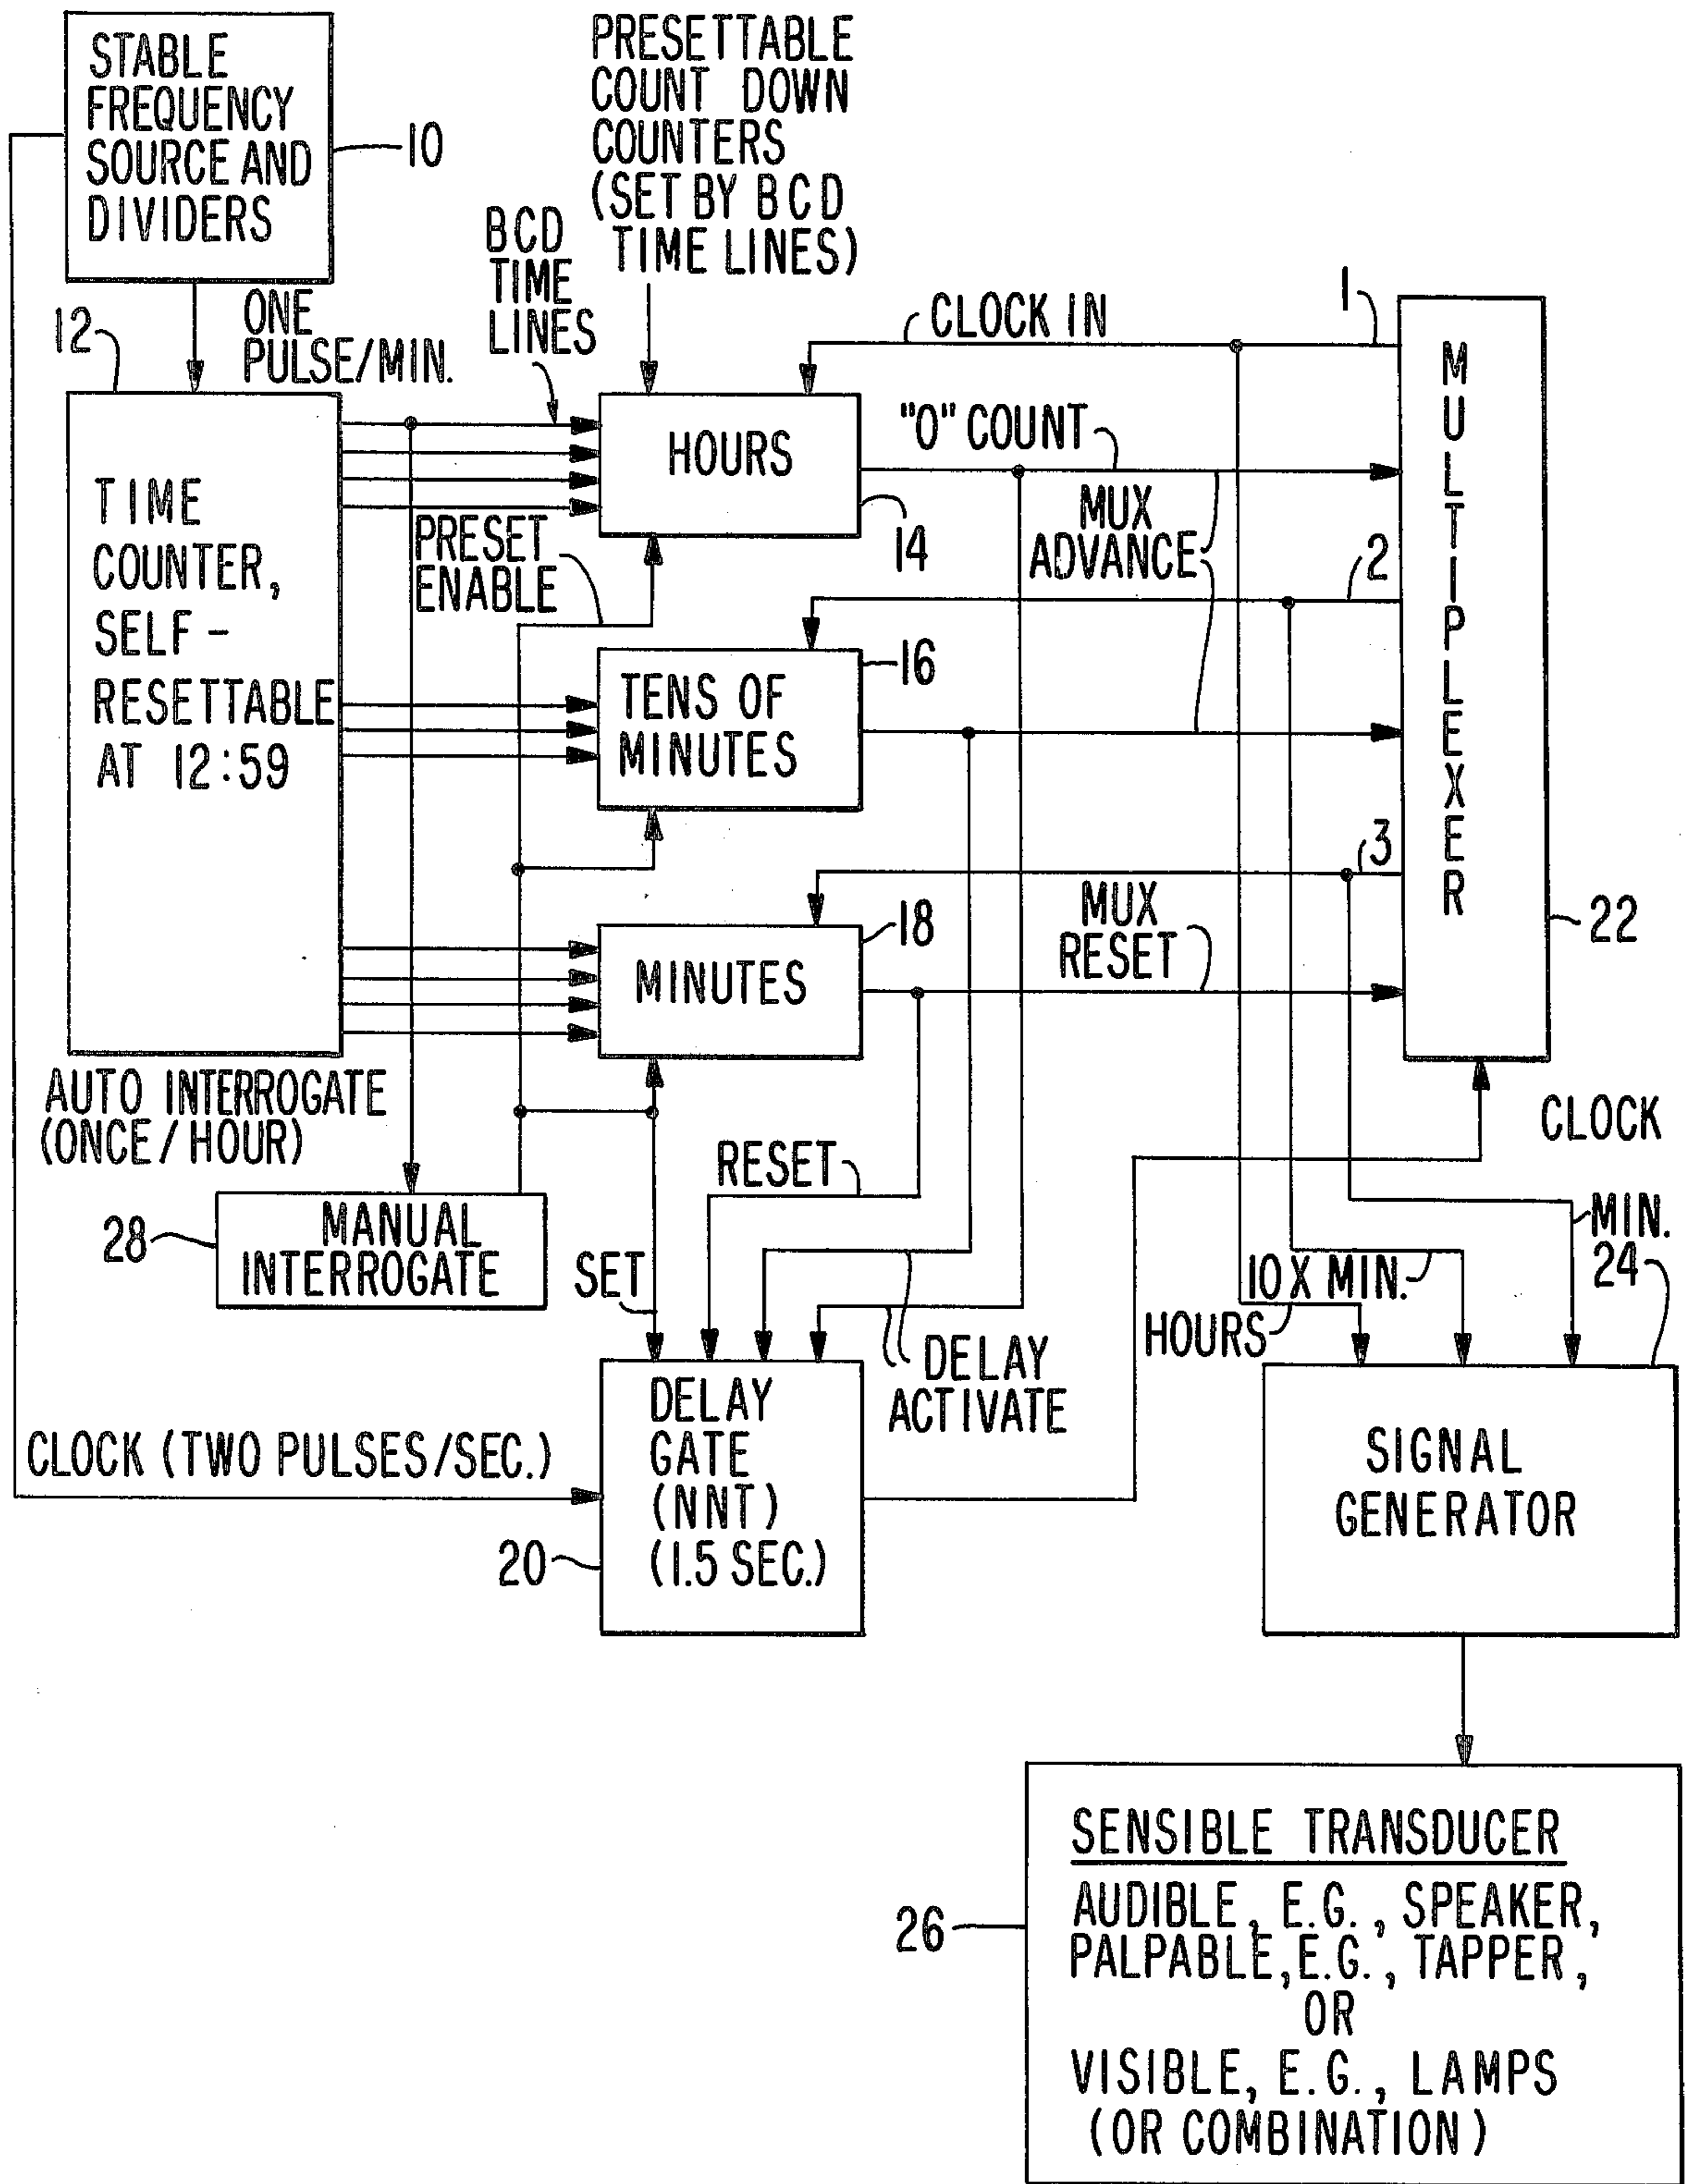 STABLE
FREQUENCY
SOURCE AND
DIVIDERS
10
PRESETTABLE
COUNT DOWN
COUNTERS
(SET BY BCD
TIME LINES)
BCD
TIME
LINES
ONE
PULSE/MIN.
12
TIME
COUNTER,
SELF-
RESETTABLE
AT 12:59
CLOCK IN
1
HOURS
14
"0" COUNT
MUX
ADVANCE
PRESET
ENABLE
2
TENS OF
MINUTES
16
3
MINUTES
18
MUX
RESET
MULTIPLEXER
22
CLOCK
AUTO INTERROGATE
(ONCE/HOUR)
MANUAL
INTERROGATE
28
RESET
SET
DELAY
ACTIVATE
MIN.
10 X MIN.
24
HOURS
CLOCK (TWO PULSES/SEC.)
DELAY
GATE
(NNT)
(1.5 SEC.)
20
SIGNAL
GENERATOR
SENSIBLE TRANSDUCER
AUDIBLE, E.G., SPEAKER,
PALPABLE, E.G., TAPPER,
OR
VISIBLE, E.G., LAMPS
(OR COMBINATION)
26